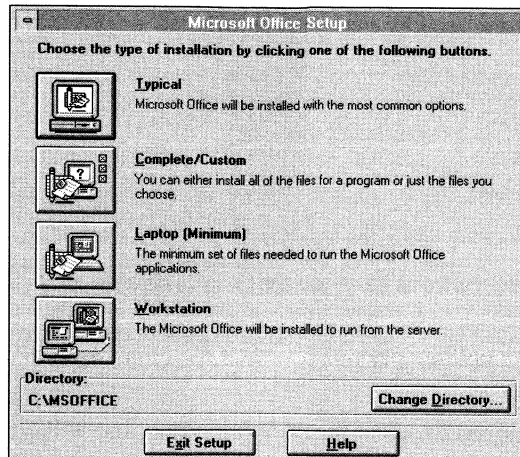 Microsoft Office Setup
Choose the type of installation by clicking one of the following buttons.
Typical
Microsoft Office will be installed with the most common options.
?
Complete/Custom
You can either install all of the files for a program or just the files you
choose.
Laptop (Minimum)
The minimum set of files needed to run the Microsoft Office
applications.
Workstation
The Microsoft Office will be installed to run from the server.
Directory:
C:\MSOFFICE
Change Directory...
Exit Setup
Help